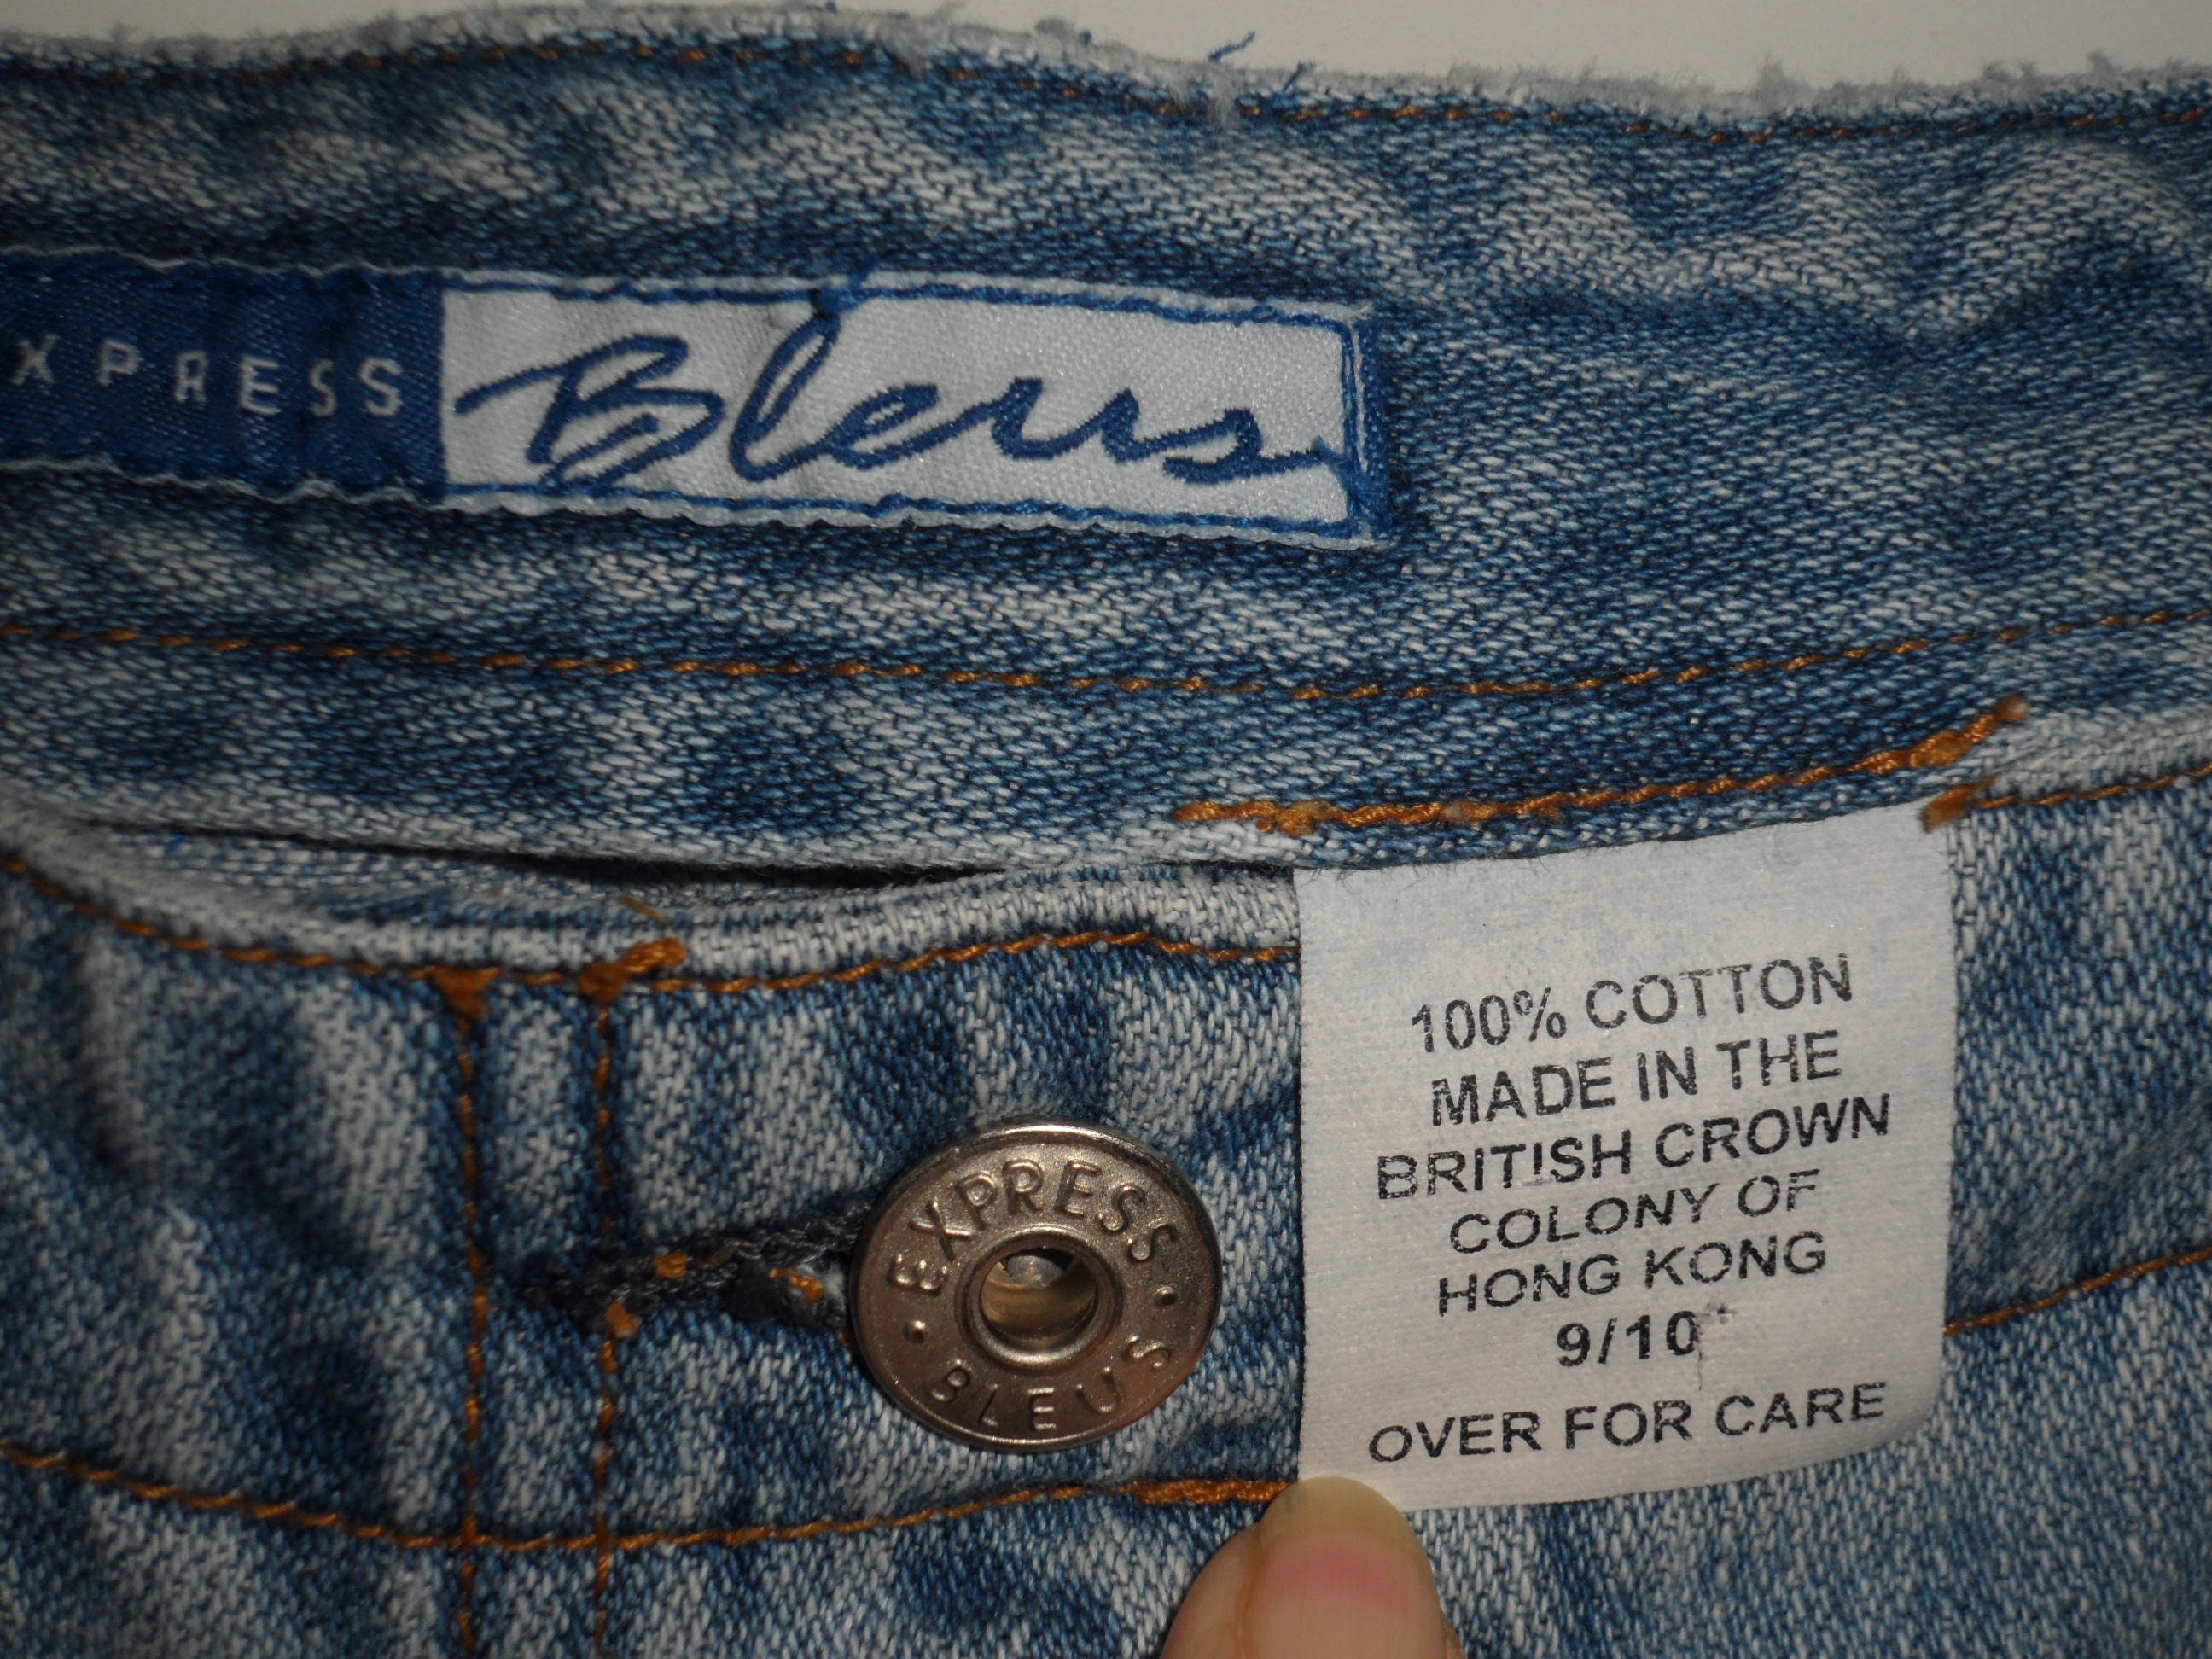 XPRESS Bleus
100% COTTON
MADE IN THE
BRITISH CROWN
COLONY OF
HONG KONG
9/10
OVER FOR CARE
• EXPRESS •
BLEUS